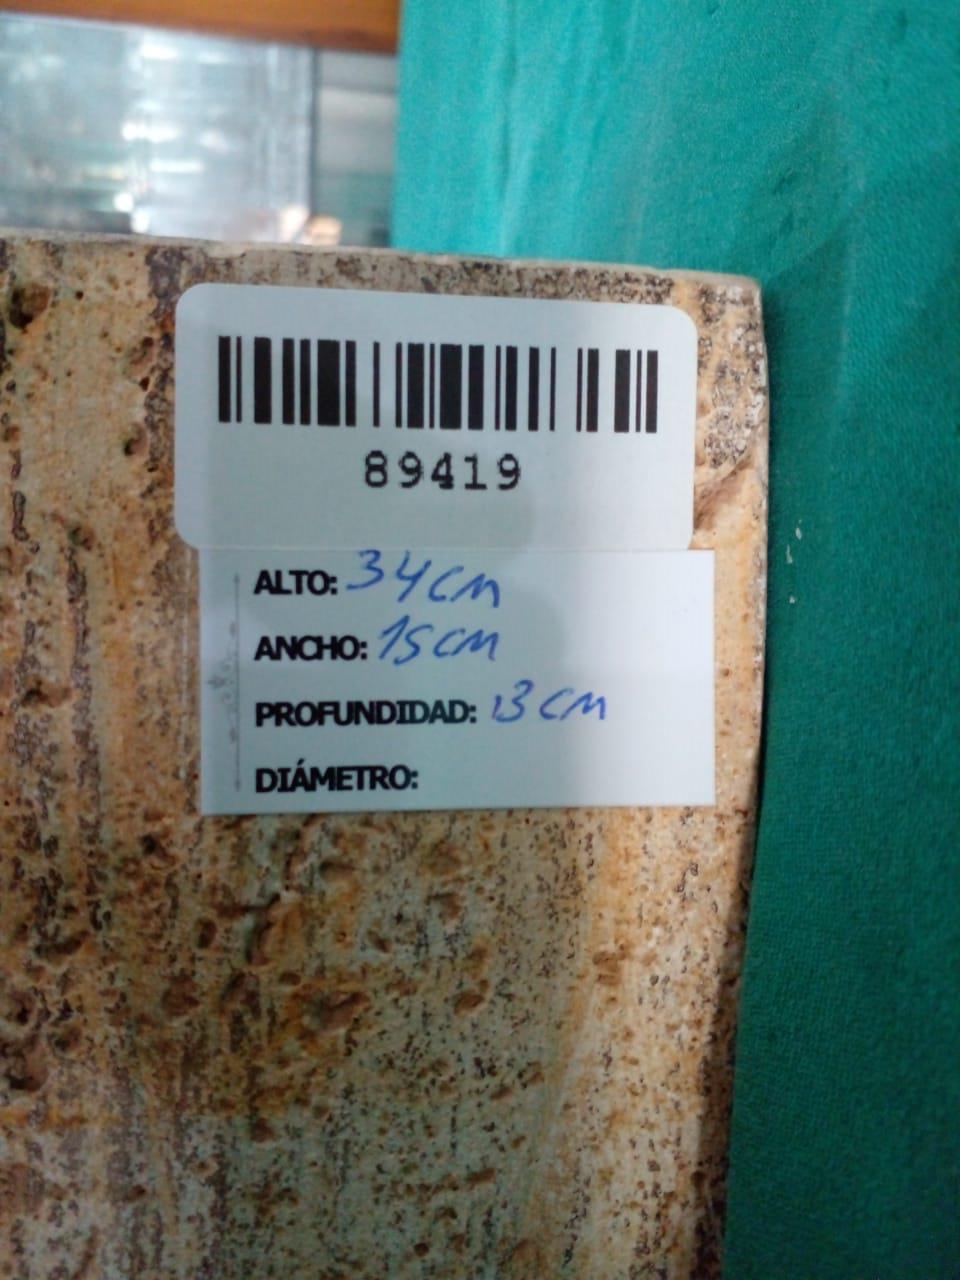 89419
ALTO: 34cm
ANCHO: 15cm
PROFUNDIDAD: 13cm
DIÁMETRO: